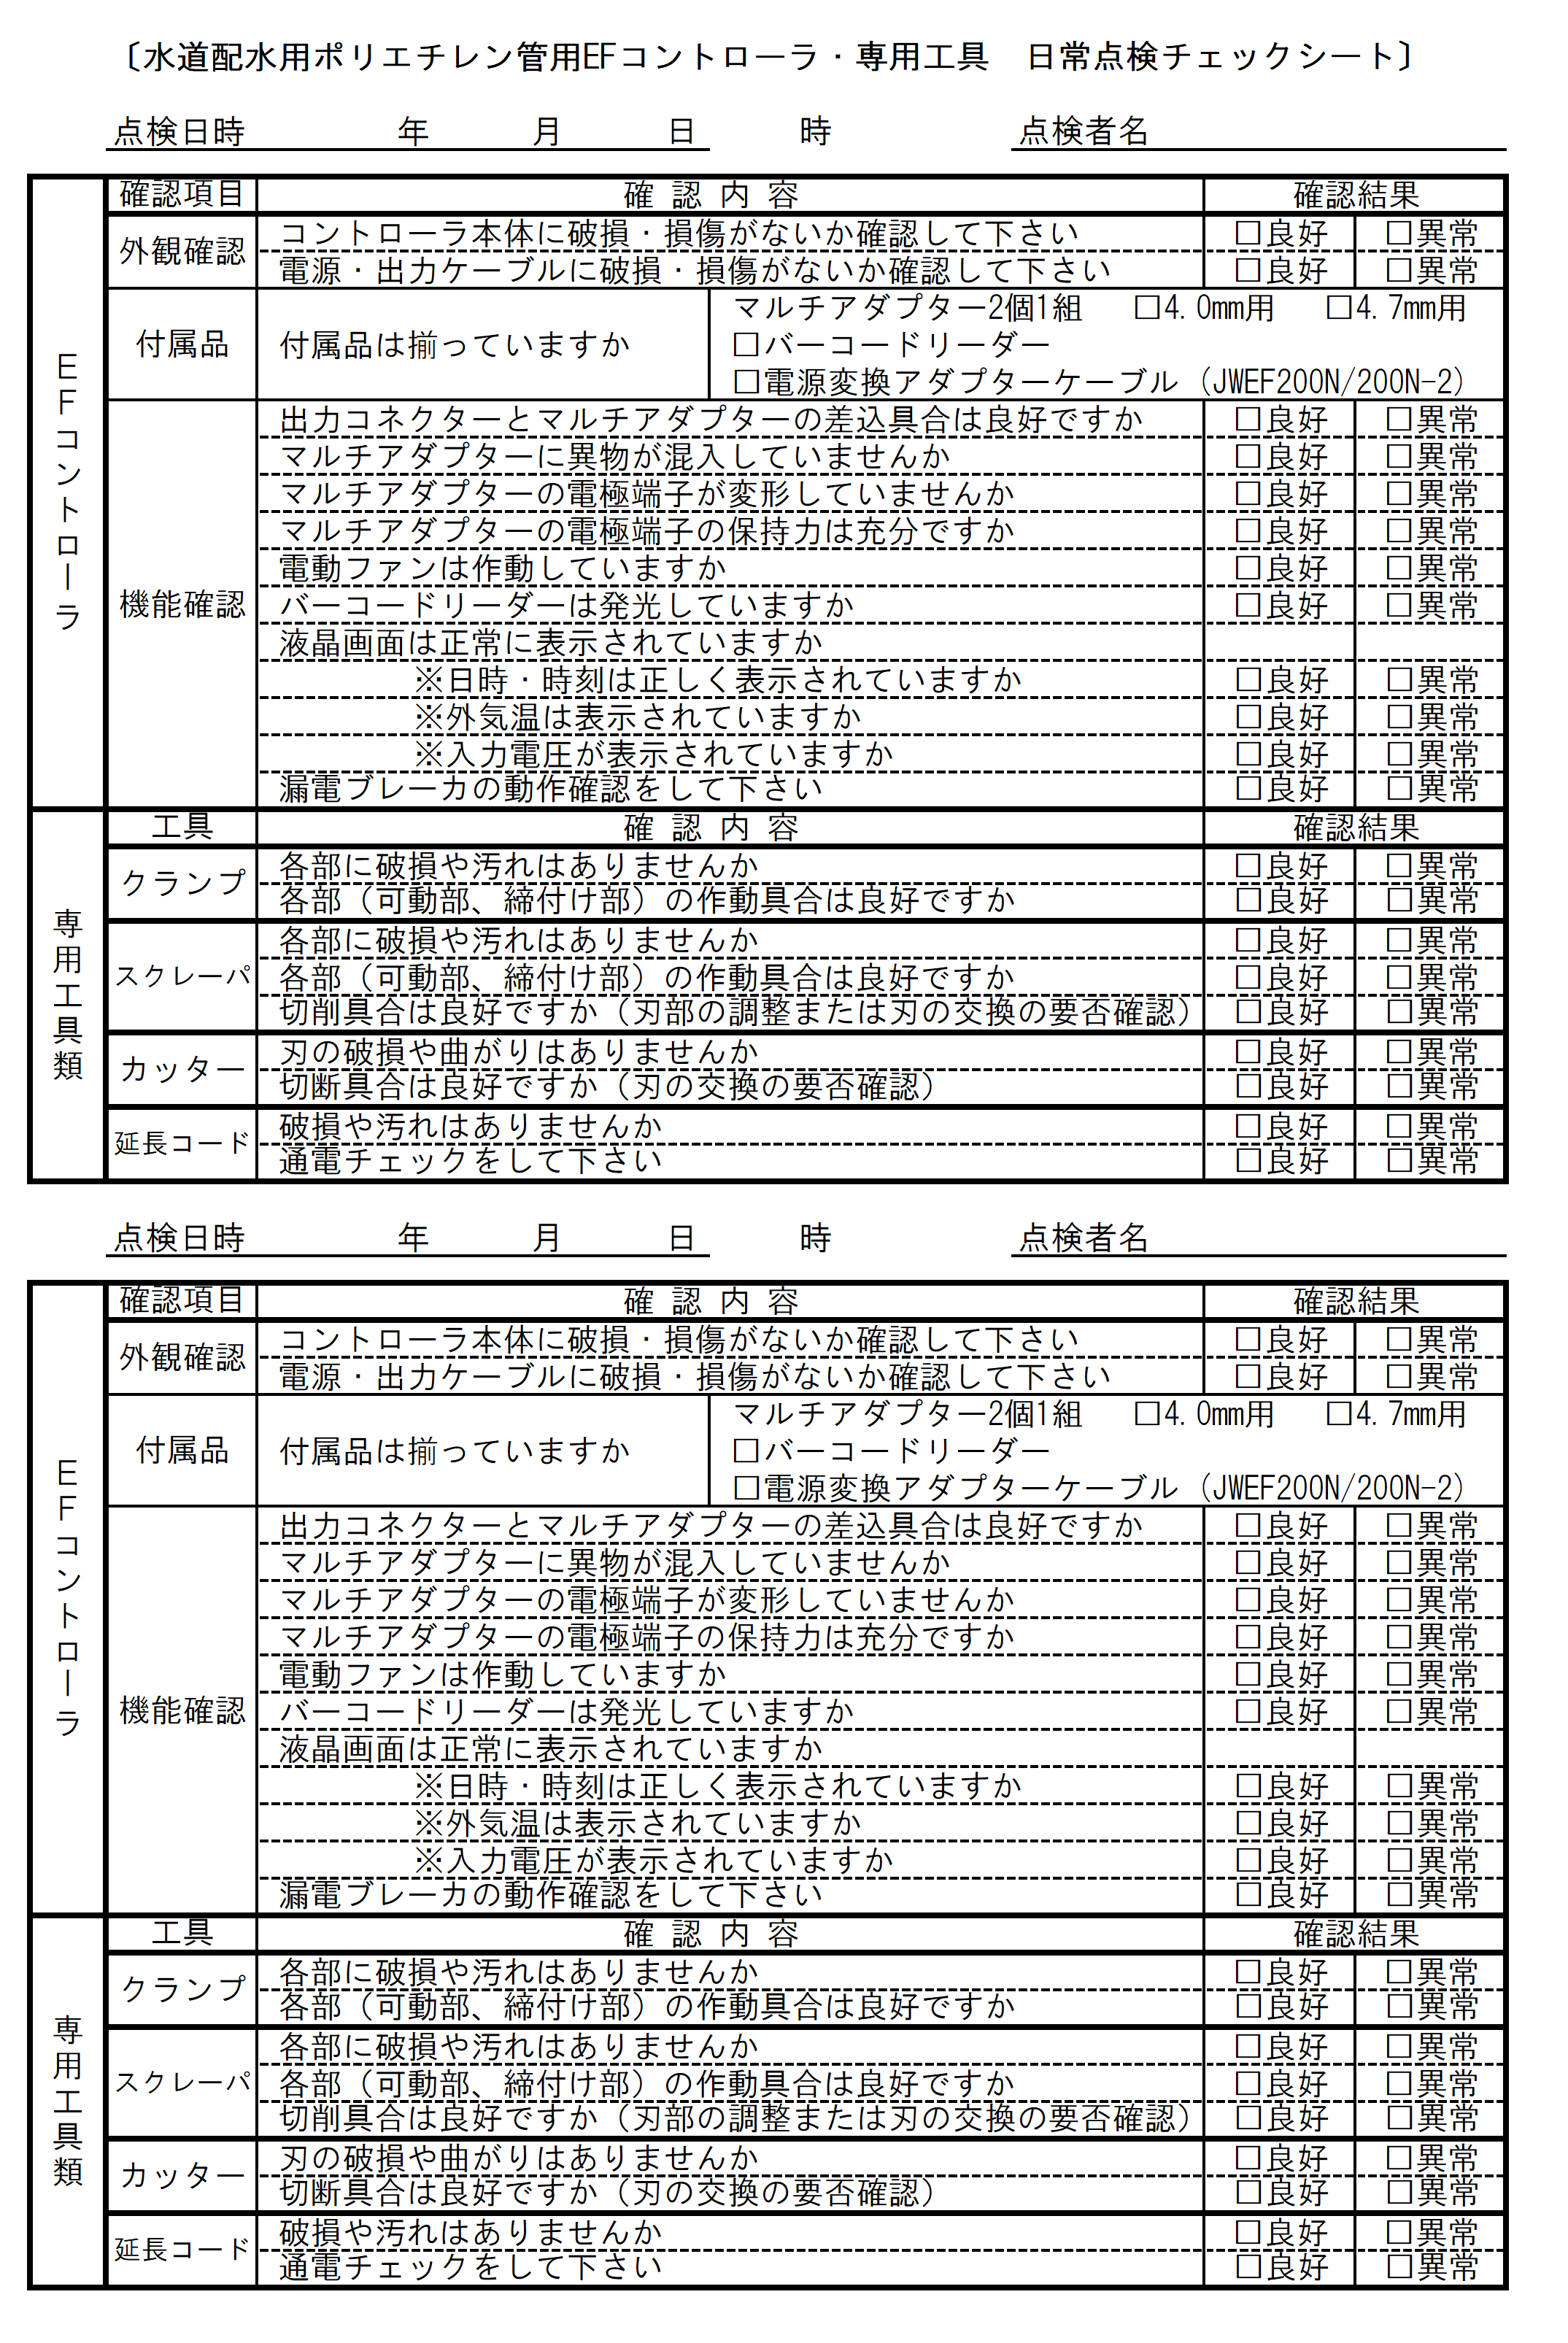 〔水道配水用ポリエチレン管用EFコントローラ・専用工具　日常点検チェックシート〕
点検日時　年　月　日　時　点検者名
EFコントローラ
確認項目　確 認 内 容　確認結果
外観確認
コントローラ本体に破損・損傷がないか確認して下さい　□良好　□異常
電源・出力ケーブルに破損・損傷がないか確認して下さい　□良好　□異常
付属品　付属品は揃っていますか
マルチアダプター2個1組　□4.0mm用　□4.7mm用
□バーコードリーダー
□電源変換アダプターケーブル（JWEF200N/200N-2）
機能確認
出力コネクターとマルチアダプターの差込具合は良好ですか　□良好　□異常
マルチアダプターに異物が混入していませんか　□良好　□異常
マルチアダプターの電極端子が変形していませんか　□良好　□異常
マルチアダプターの電極端子の保持力は充分ですか　□良好　□異常
電動ファンは作動していますか　□良好　□異常
バーコードリーダーは発光していますか　□良好　□異常
液晶画面は正常に表示されていますか
※日時・時刻は正しく表示されていますか　□良好　□異常
※外気温は表示されていますか　□良好　□異常
※入力電圧が表示されていますか　□良好　□異常
漏電ブレーカの動作確認をして下さい　□良好　□異常
専用工具類
工具　確 認 内 容　確認結果
クランプ
各部に破損や汚れはありませんか　□良好　□異常
各部（可動部、締付け部）の作動具合は良好ですか　□良好　□異常
スクレーパ
各部に破損や汚れはありませんか　□良好　□異常
各部（可動部、締付け部）の作動具合は良好ですか　□良好　□異常
切削具合は良好ですか（刃部の調整または刃の交換の要否確認）　□良好　□異常
カッター
刃の破損や曲がりはありませんか　□良好　□異常
切断具合は良好ですか（刃の交換の要否確認）　□良好　□異常
延長コード
破損や汚れはありませんか　□良好　□異常
通電チェックをして下さい　□良好　□異常
点検日時　年　月　日　時　点検者名
EFコントローラ
確認項目　確 認 内 容　確認結果
外観確認
コントローラ本体に破損・損傷がないか確認して下さい　□良好　□異常
電源・出力ケーブルに破損・損傷がないか確認して下さい　□良好　□異常
付属品　付属品は揃っていますか
マルチアダプター2個1組　□4.0mm用　□4.7mm用
□バーコードリーダー
□電源変換アダプターケーブル（JWEF200N/200N-2）
機能確認
出力コネクターとマルチアダプターの差込具合は良好ですか　□良好　□異常
マルチアダプターに異物が混入していませんか　□良好　□異常
マルチアダプターの電極端子が変形していませんか　□良好　□異常
マルチアダプターの電極端子の保持力は充分ですか　□良好　□異常
電動ファンは作動していますか　□良好　□異常
バーコードリーダーは発光していますか　□良好　□異常
液晶画面は正常に表示されていますか
※日時・時刻は正しく表示されていますか　□良好　□異常
※外気温は表示されていますか　□良好　□異常
※入力電圧が表示されていますか　□良好　□異常
漏電ブレーカの動作確認をして下さい　□良好　□異常
専用工具類
工具　確 認 内 容　確認結果
クランプ
各部に破損や汚れはありませんか　□良好　□異常
各部（可動部、締付け部）の作動具合は良好ですか　□良好　□異常
スクレーパ
各部に破損や汚れはありませんか　□良好　□異常
各部（可動部、締付け部）の作動具合は良好ですか　□良好　□異常
切削具合は良好ですか（刃部の調整または刃の交換の要否確認）　□良好　□異常
カッター
刃の破損や曲がりはありませんか　□良好　□異常
切断具合は良好ですか（刃の交換の要否確認）　□良好　□異常
延長コード
破損や汚れはありませんか　□良好　□異常
通電チェックをして下さい　□良好　□異常